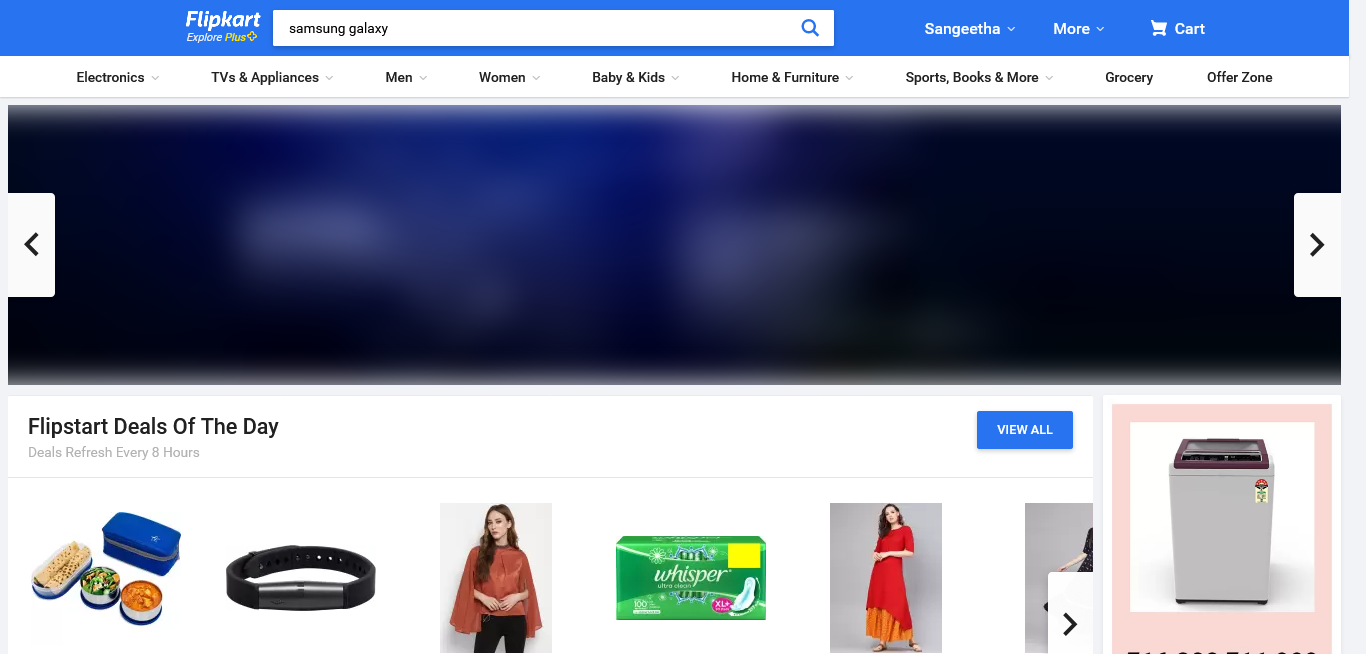 Flipkart
Explore Plus
samsung galaxy
Sangeetha
More
Cart
Electronics
TVs & Appliances
Men
Women
Baby & Kids
Home & Furniture
Sports, Books & More
Grocery
Offer Zone
Flipstart Deals Of The Day
Deals Refresh Every 8 Hours
VIEW ALL
whisper
ultra clean
100%
XL+